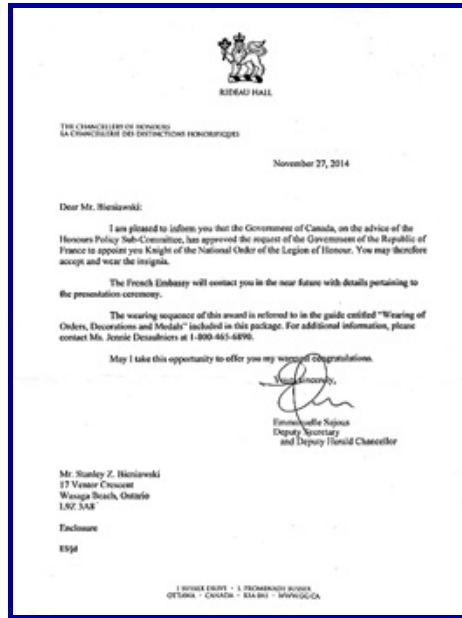 RIDEAU HALL
THE CHANCELLERY OF HONOURS
LA CHANCELLERIE DES DISTINCTIONS HONORIFIQUES
November 27, 2014
Dear Mr. Bieniawski:
I am pleased to inform you that the Government of Canada, on the advice of the
Honours Policy Sub-Committee, has approved the request of the Government of the Republic of
France to appoint you Knight of the National Order of the Legion of Honour. You may therefore
accept and wear the insignia.
The French Embassy will contact you in the near future with details pertaining to
the presentation ceremony.
The wearing sequence of this award is referred to in the guide entitled "Wearing of
Orders, Decorations and Medals" included in this package. For additional information, please
contact Ms. Jennie Desaulniers at 1-800-465-6890.
May I take this opportunity to offer you my warmest congratulations.
Yours sincerely,
Emmanuelle Sajous
Deputy Secretary
and Deputy Herald Chancellor
Mr. Stanley Z. Bieniawski
17 Ventor Crescent
Wasaga Beach, Ontario
L9Z 3A8
Enclosure
1 SUSSEX DRIVE · 1, PROMENADE SUSSEX
OTTAWA · CANADA · K1A 0A1 · WWW.GG.CA